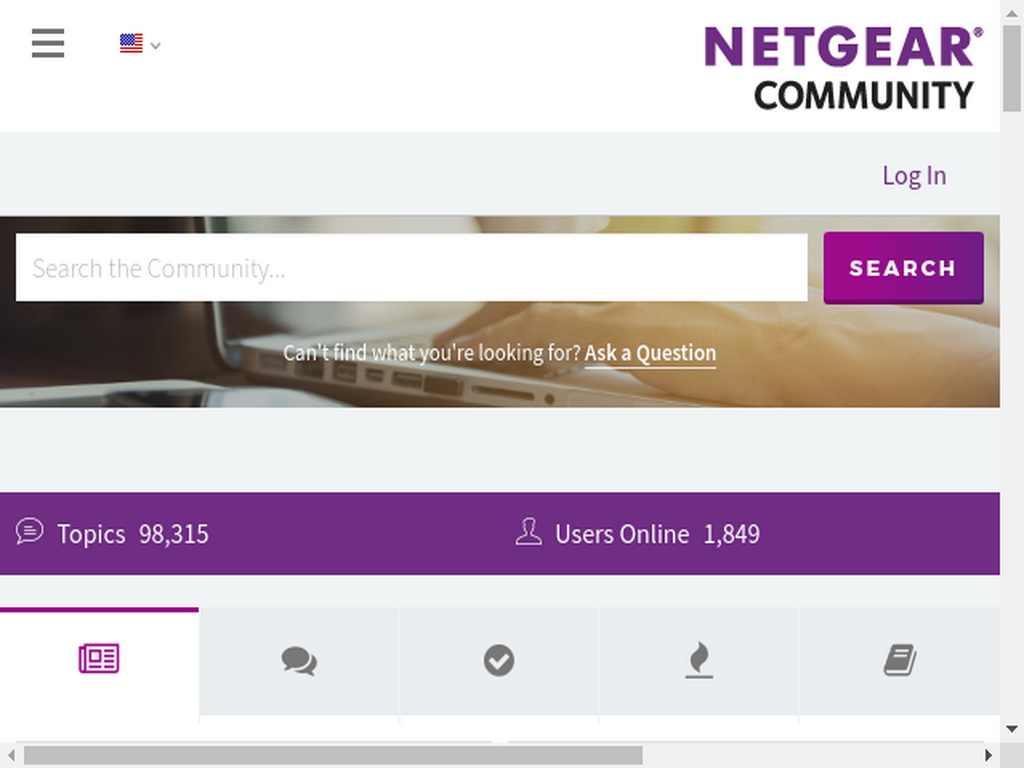 NETGEAR®
COMMUNITY
Log In
Search the Community...
SEARCH
Can't find what you're looking for? Ask a Question
Topics 98,315
Users Online 1,849